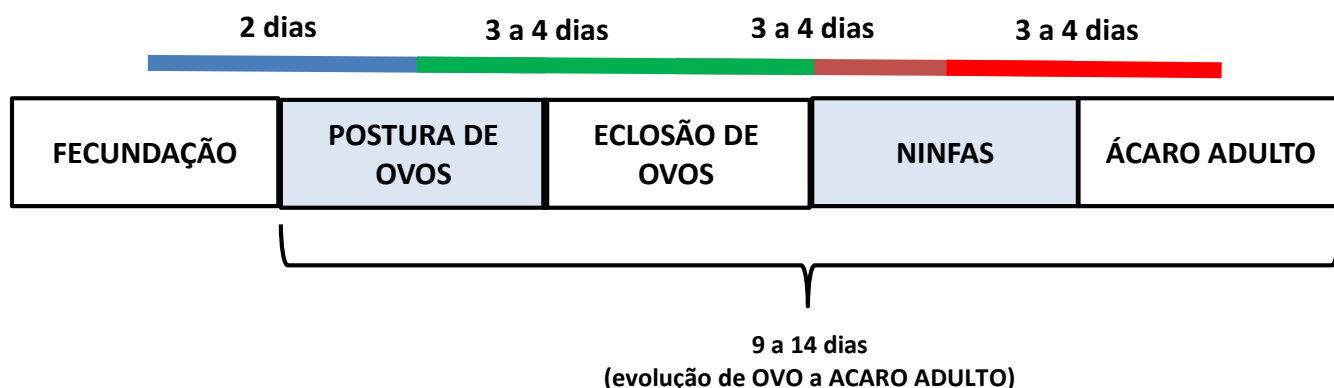 2 dias
3 a 4 dias
3 a 4 dias
3 a 4 dias
FECUNDAÇÃO
POSTURA DE
OVOS
ECLOSÃO DE
OVOS
NINFAS
ÁCARO ADULTO
9 a 14 dias
(evolução de OVO a ACARO ADULTO)